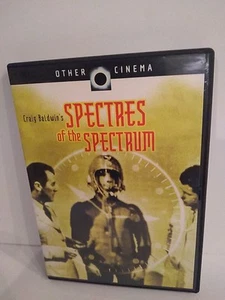 OTHER CINEMA
Craig Baldwin's
SPECTRES
of the SPECTRUM